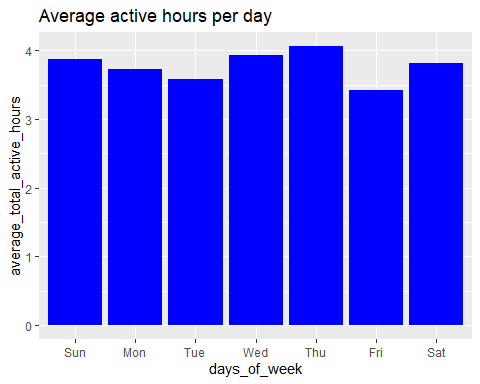 Average active hours per day
average_total_active_hours
4
3
2
1
0
Sun Mon Tue Wed Thu Fri Sat
days_of_week